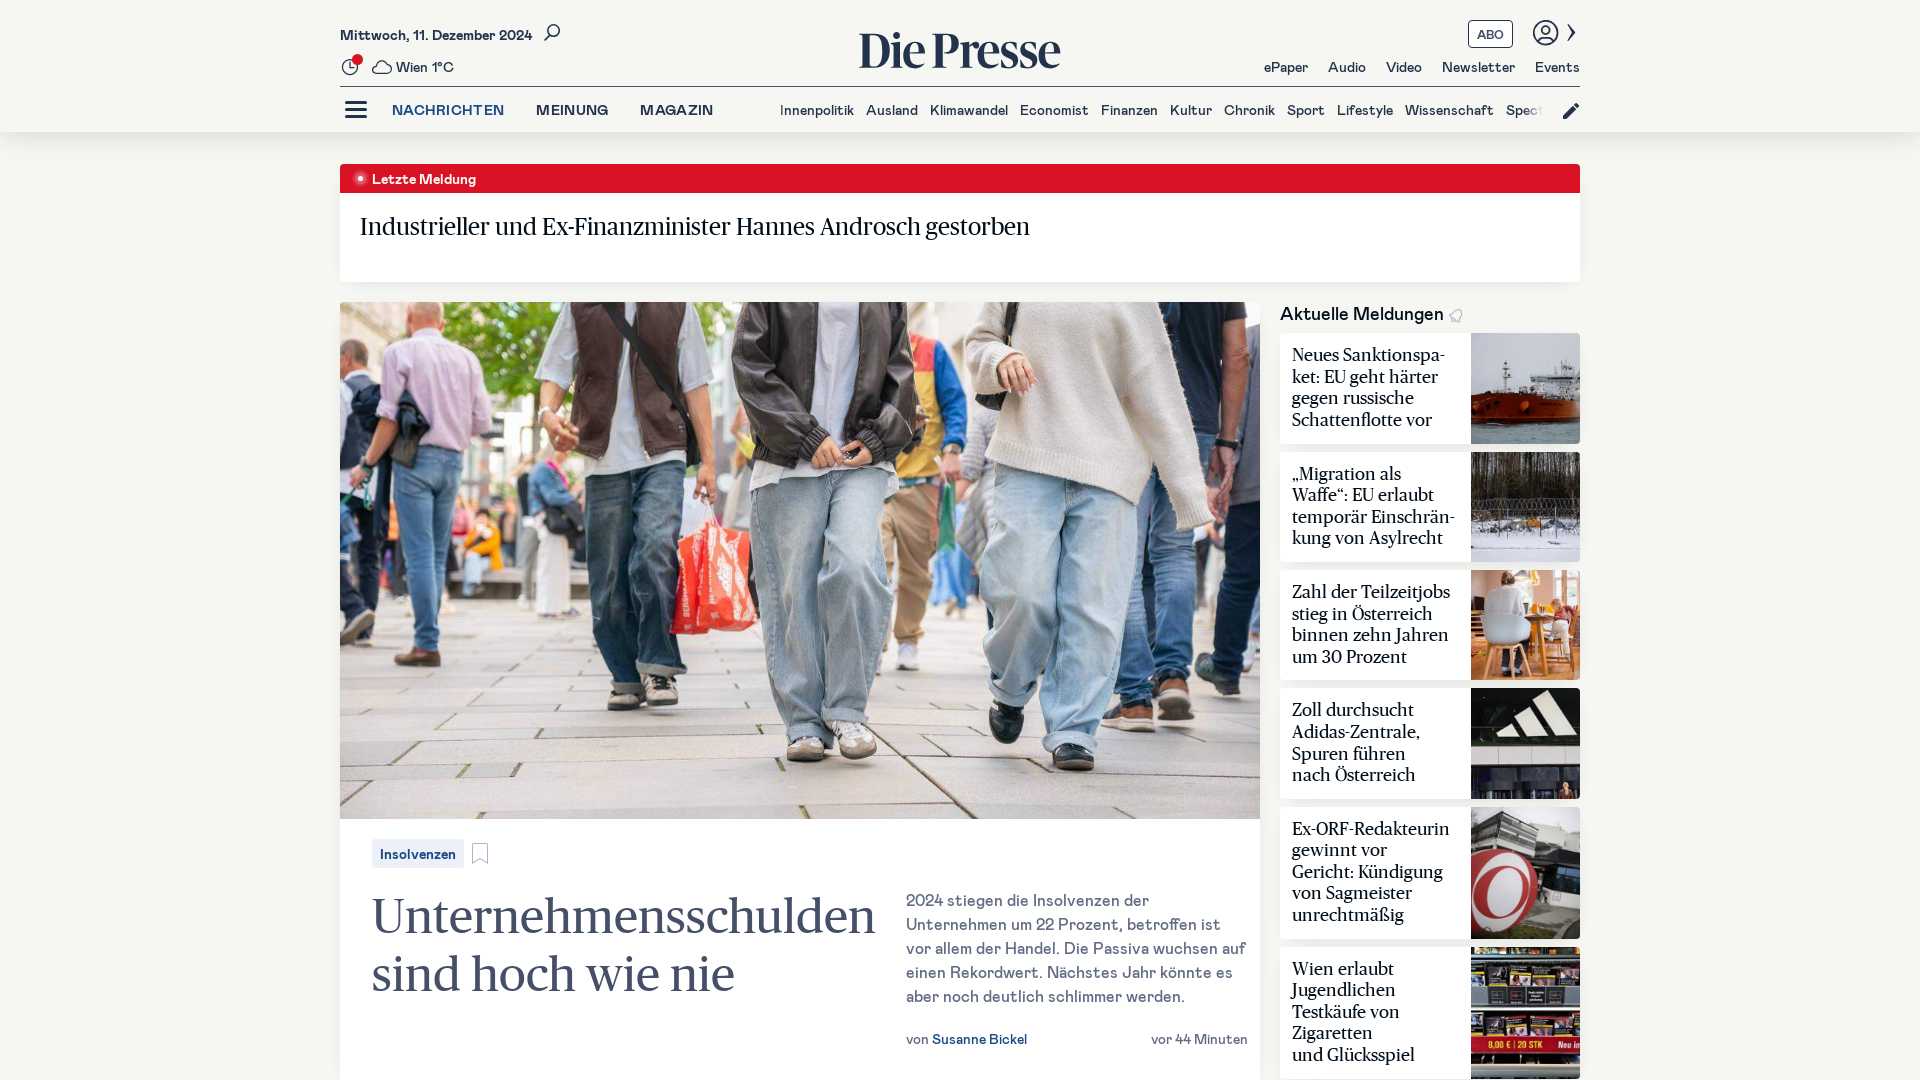 Mittwoch, 11. Dezember 2024
Wien 1°C
Die Presse
ABO
ePaper Audio Video Newsletter Events
NACHRICHTEN MEINUNG MAGAZIN
Innenpolitik Ausland Klimawandel Economist Finanzen Kultur Chronik Sport Lifestyle Wissenschaft Spect
Letzte Meldung
Industrieller und Ex-Finanzminister Hannes Androsch gestorben
Insolvenzen
Unternehmensschulden
sind hoch wie nie
2024 stiegen die Insolvenzen der
Unternehmen um 22 Prozent, betroffen ist
vor allem der Handel. Die Passiva wuchsen auf
einen Rekordwert. Nächstes Jahr könnte es
aber noch deutlich schlimmer werden.
von Susanne Bickel
vor 44 Minuten
Aktuelle Meldungen
Neues Sanktionspa-
ket: EU geht härter
gegen russische
Schattenflotte vor
„Migration als
Waffe“: EU erlaubt
temporär Einschrän-
kung von Asylrecht
Zahl der Teilzeitjobs
stieg in Österreich
binnen zehn Jahren
um 30 Prozent
Zoll durchsucht
Adidas-Zentrale,
Spuren führen
nach Österreich
Ex-ORF-Redakteurin
gewinnt vor
Gericht: Kündigung
von Sagmeister
unrechtmäßig
Wien erlaubt
Jugendlichen
Testkäufe von
Zigaretten
und Glücksspiel
8,00 € | 20 STK